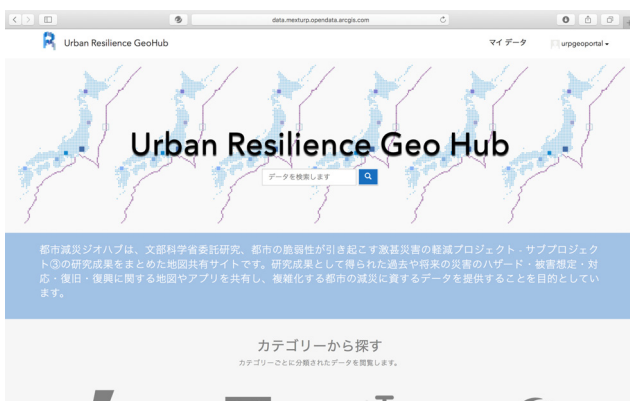 data.mexturp.opendata.arcgis.com
Urban Resilience GeoHub
マイ データ
urpgeoportal
Urban Resilience Geo Hub
データを検索します
都市減災ジオハブは、文部科学省委託研究、都市の脆弱性が引き起こす激甚災害の軽減プロジェクト - サブプロジェク
ト③の研究成果をまとめた地図共有サイトです。研究成果として得られた過去や将来の災害のハザード・被害想定・対
応・復旧・復興に関する地図やアプリを共有し、複雑化する都市の減災に資するデータを提供することを目的としてい
ます。
カテゴリーから探す
カテゴリーごとに分類されたデータを閲覧します。